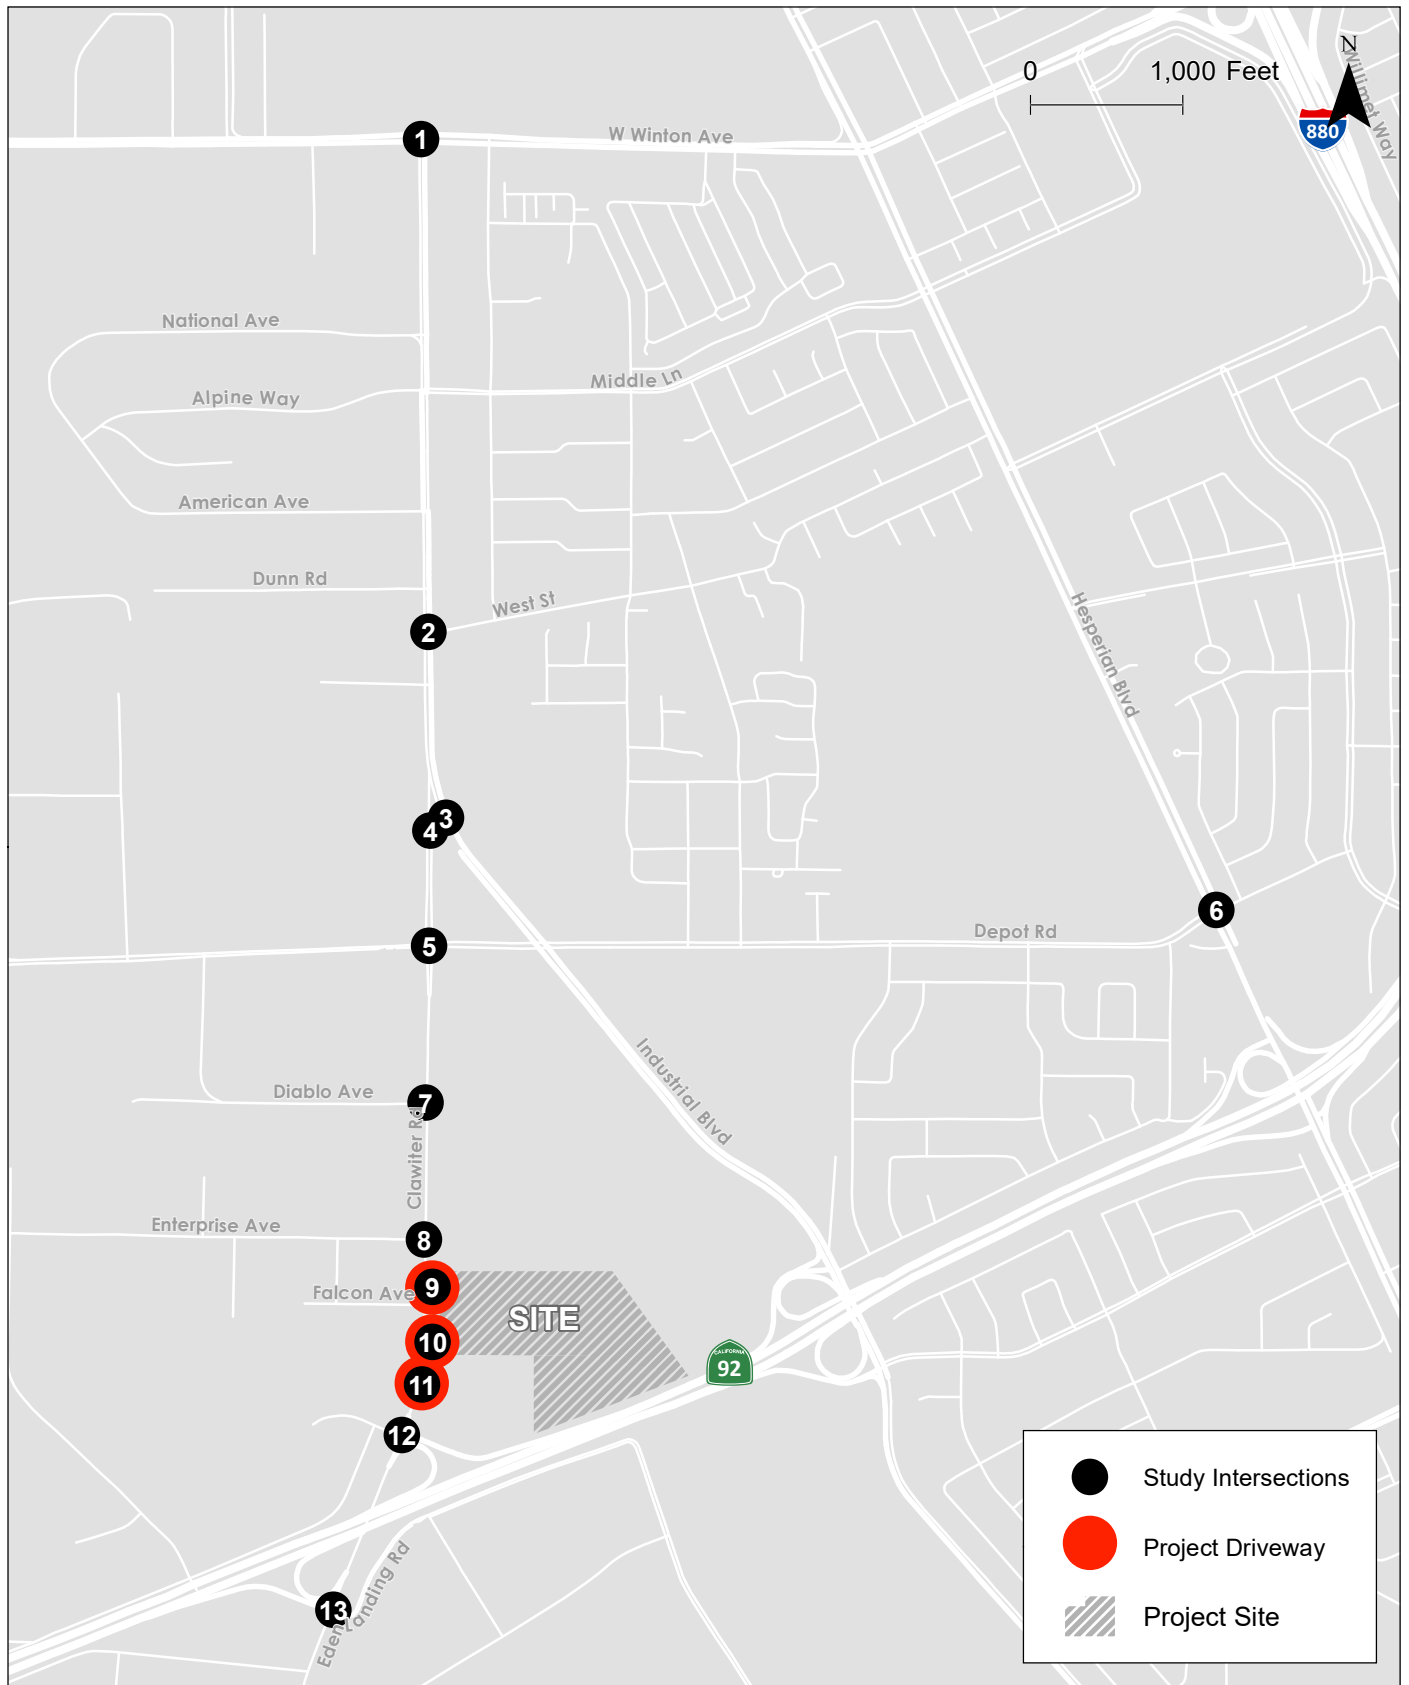 N
0 1,000 Feet
Willimet Way
880
1
W Winton Ave
National Ave
Middle Ln
Alpine Way
American Ave
Dunn Rd
West St
2
Hesperian Blvd
3
4
6
5
Depot Rd
Industrial Blvd
Diablo Ave
7
Clawiter Rd
Enterprise Ave
8
9
Falcon Ave
SITE
10
CALIFORNIA
92
11
12
13
Eden Landing Rd
Study Intersections
Project Driveway
Project Site